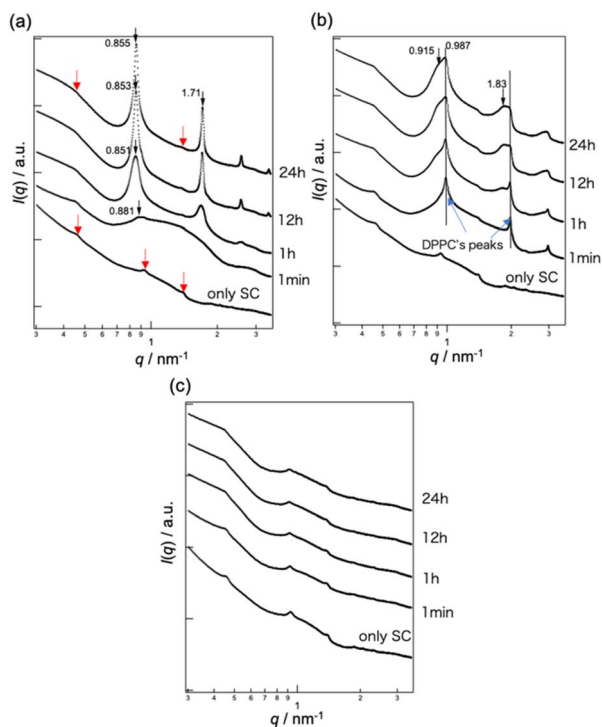 (a)
0.855
0.853
1.71
0.851
0.881
24h
12h
1h
1min
only SC
I(q) / a.u.
3 4 5 6 7 8 9 1 2 3
q / nm⁻¹
(b)
0.915
0.987
1.83
24h
12h
1h
DPPC's peaks
1min
only SC
I(q) / a.u.
3 4 5 6 7 8 9 1 2 3
q / nm⁻¹
(c)
24h
12h
1h
1min
only SC
I(q) / a.u.
3 4 5 6 7 8 9 1 2 3
q / nm⁻¹